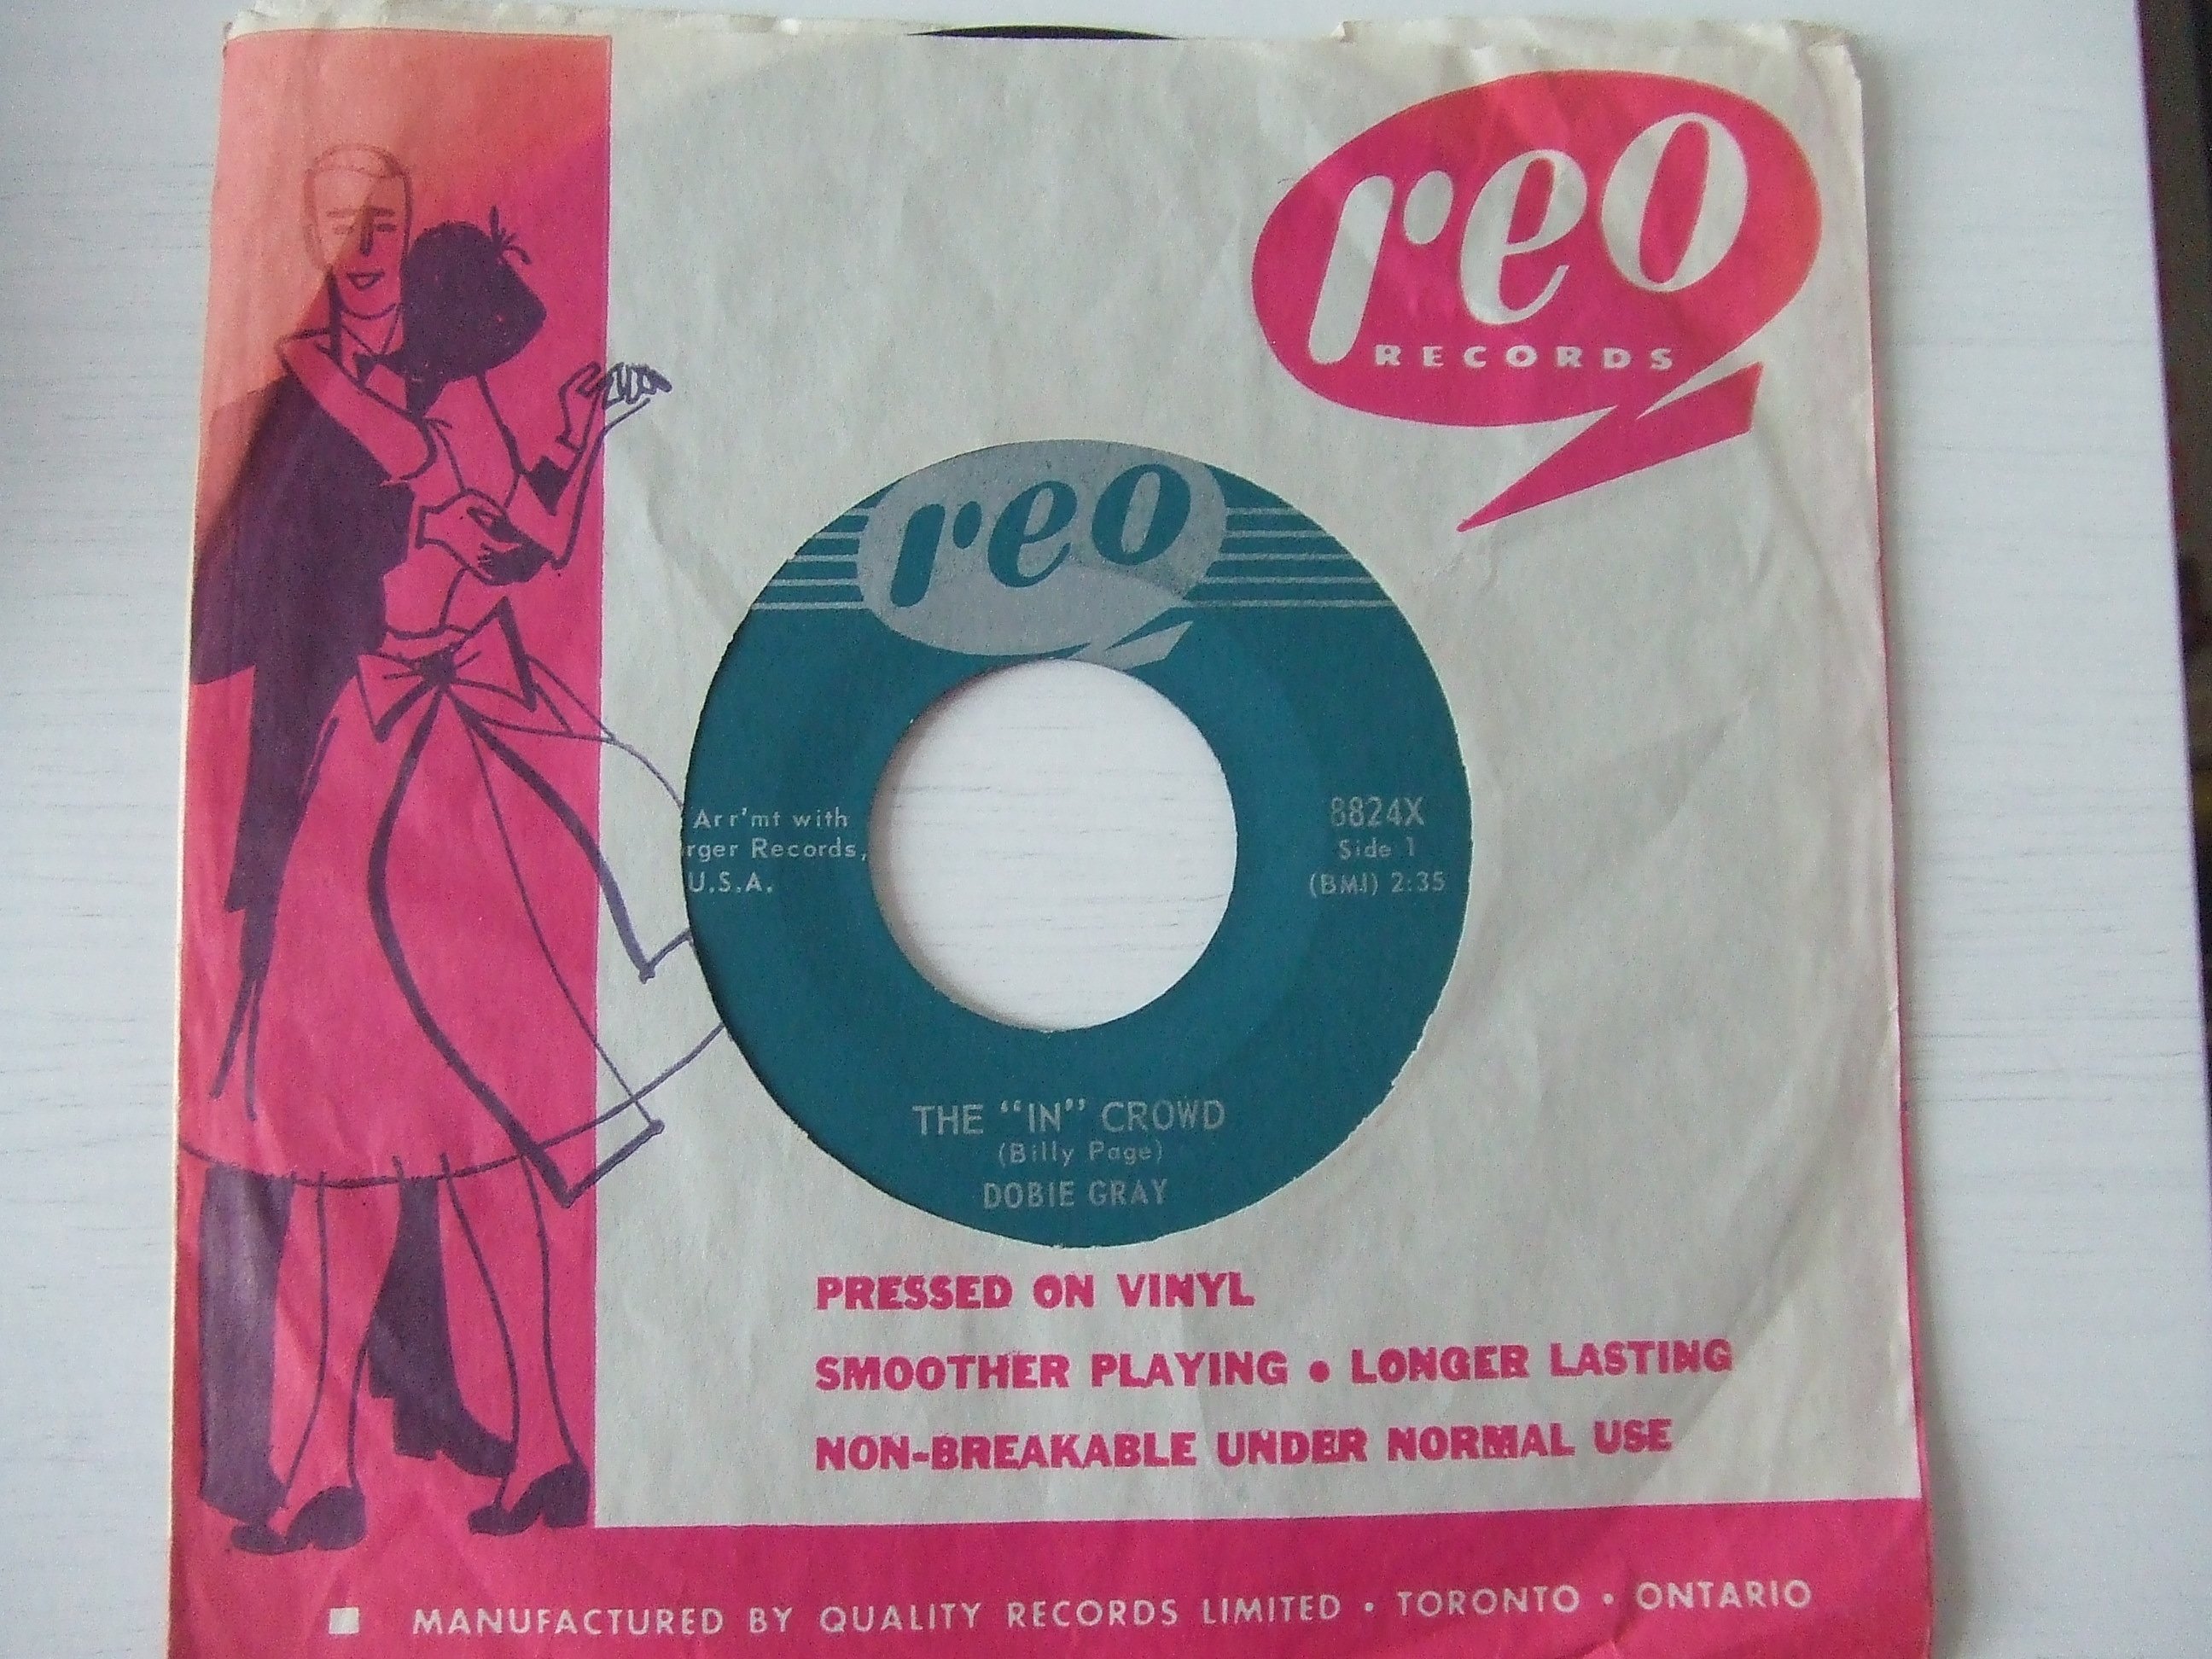 reo
RECORDS
reo
Arr'mt with
rger Records,
U.S.A.
8824X
Side 1
(BMI) 2:35
THE "IN" CROWD
(Billy Page)
DOBIE GRAY
PRESSED ON VINYL
SMOOTHER PLAYING • LONGER LASTING
NON-BREAKABLE UNDER NORMAL USE
MANUFACTURED BY QUALITY RECORDS LIMITED • TORONTO • ONTARIO